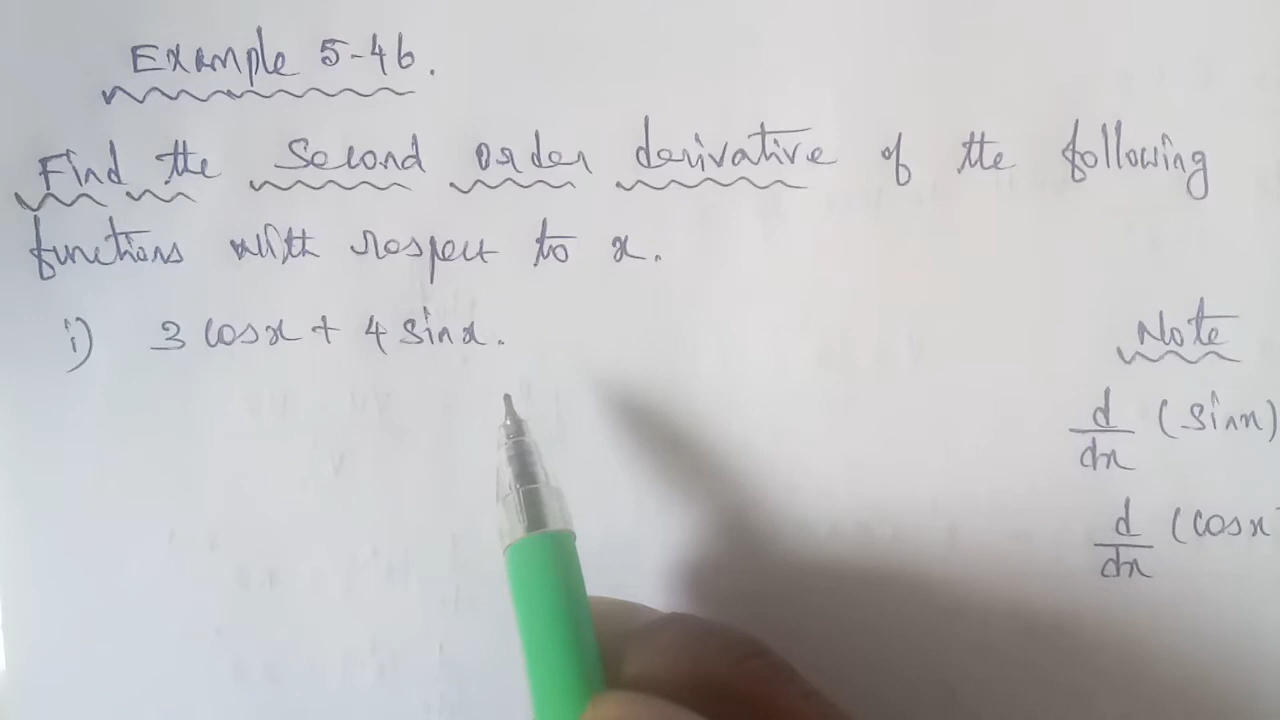 Example 5-46.
Find the Second Order derivative of the following
functions with respect to x.
i) 3 cosx + 4 sinx.
Note
d/dx (sinx)
d/dx (cosx